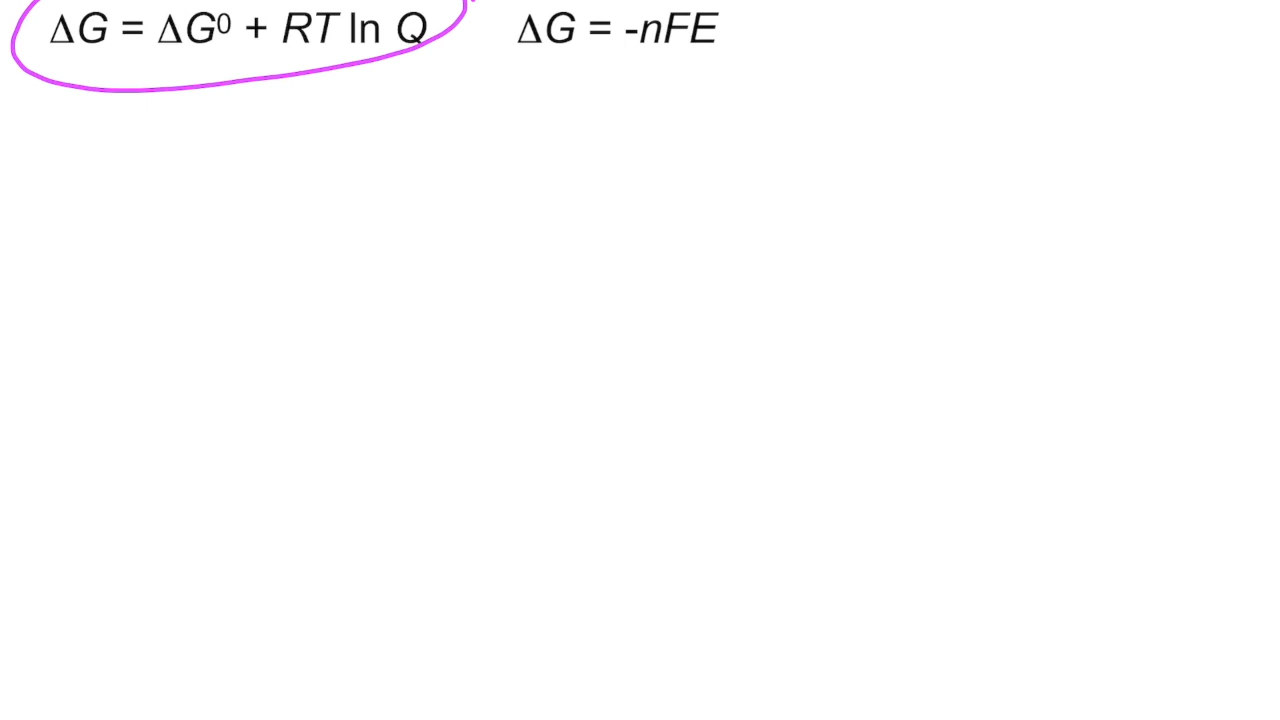 ΔG = ΔG⁰ + RT ln Q ΔG = -nFE